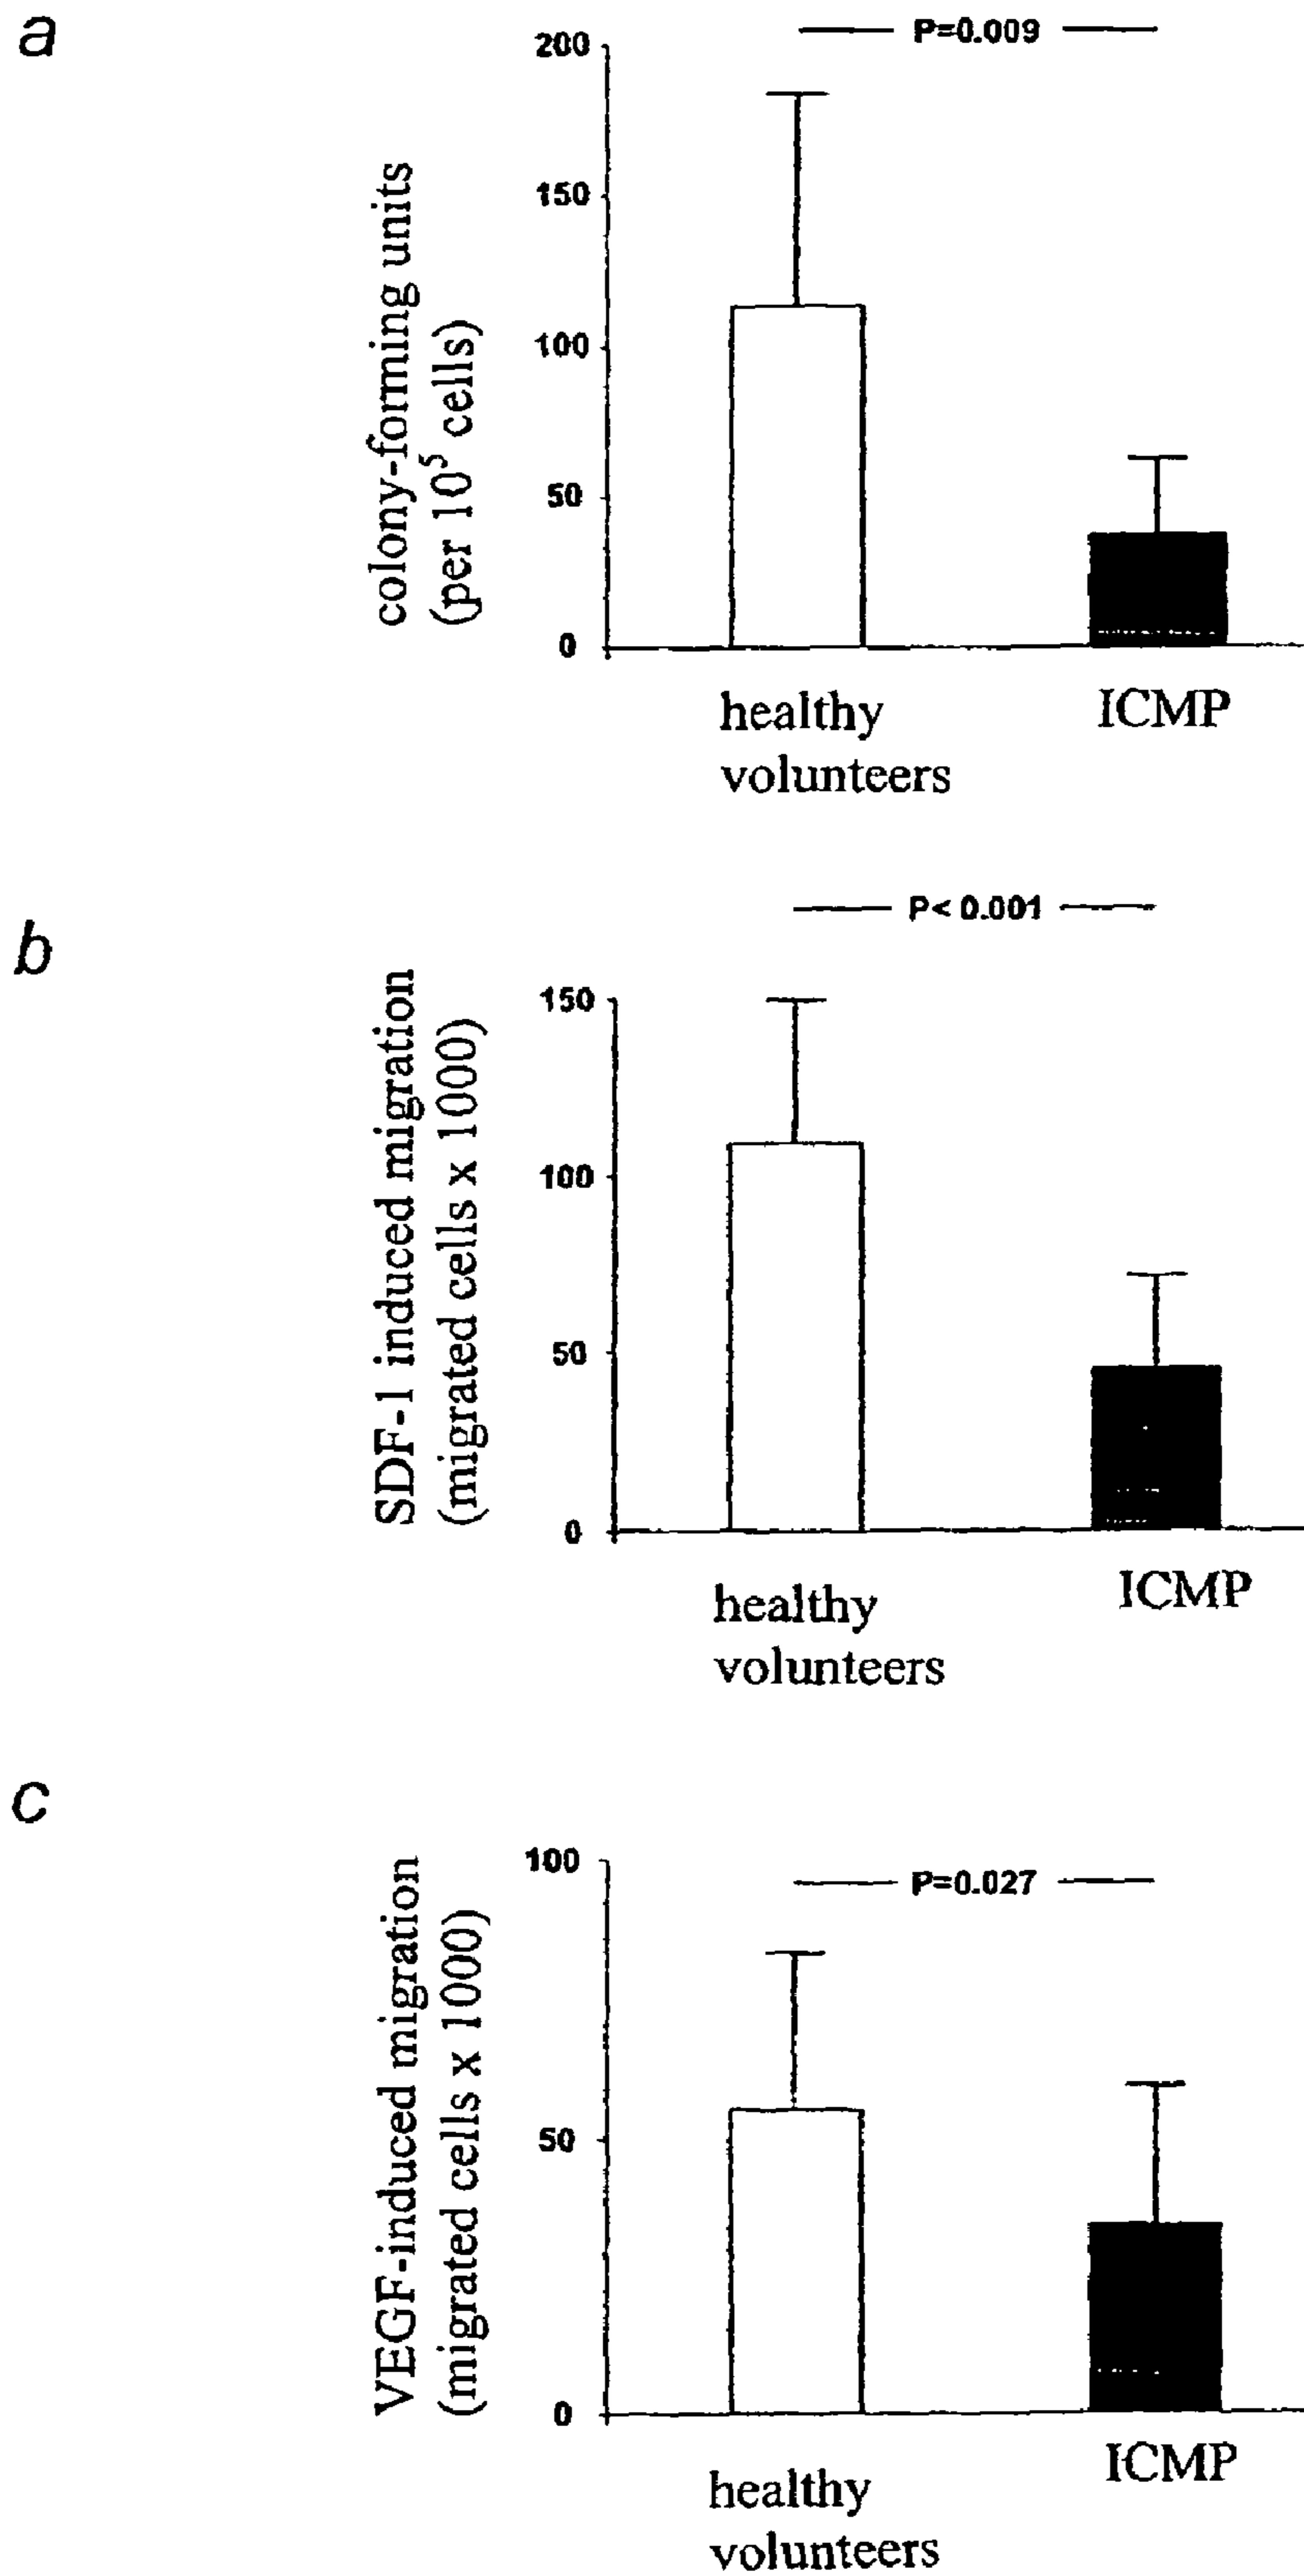 a
P=0.009
200
150
100
50
0
colony-forming units
(per 10⁵ cells)
healthy
volunteers
ICMP
b
P< 0.001
150
100
50
0
SDF-1 induced migration
(migrated cells x 1000)
healthy
volunteers
ICMP
c
P=0.027
100
50
0
VEGF-induced migration
(migrated cells x 1000)
healthy
volunteers
ICMP